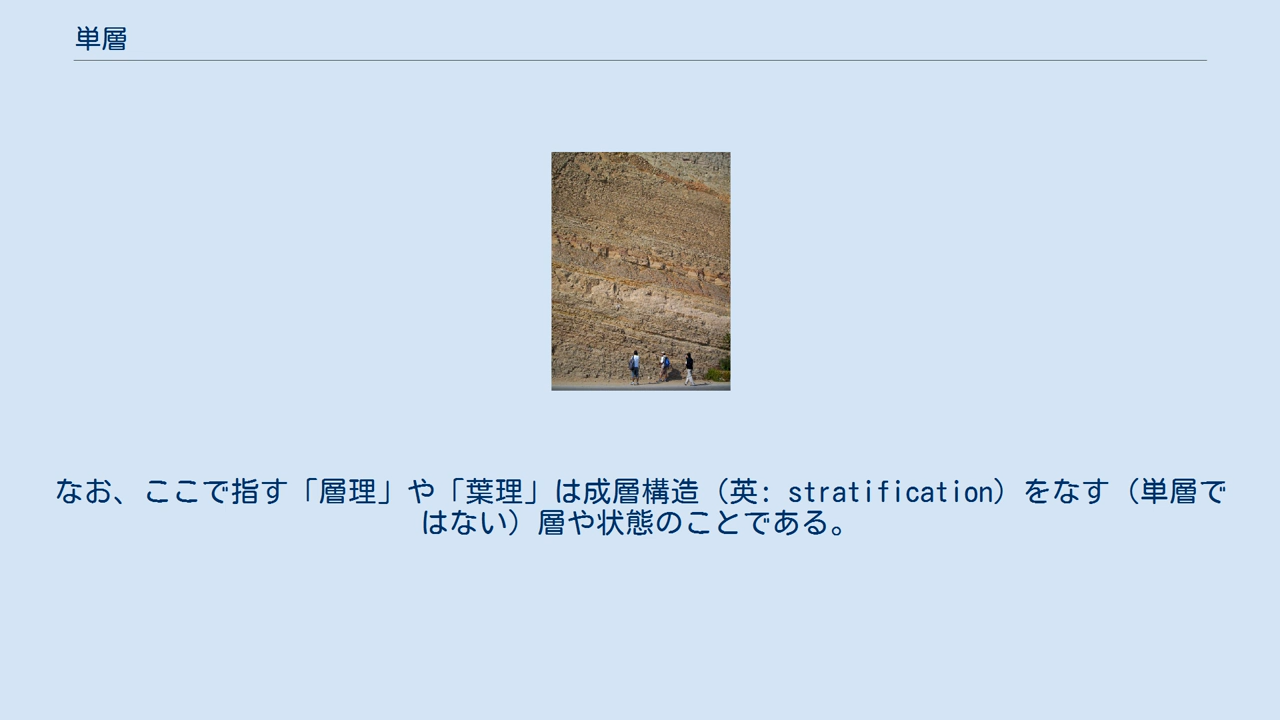 単層
なお、ここで指す「層理」や「葉理」は成層構造（英: stratification）をなす（単層で
はない）層や状態のことである。